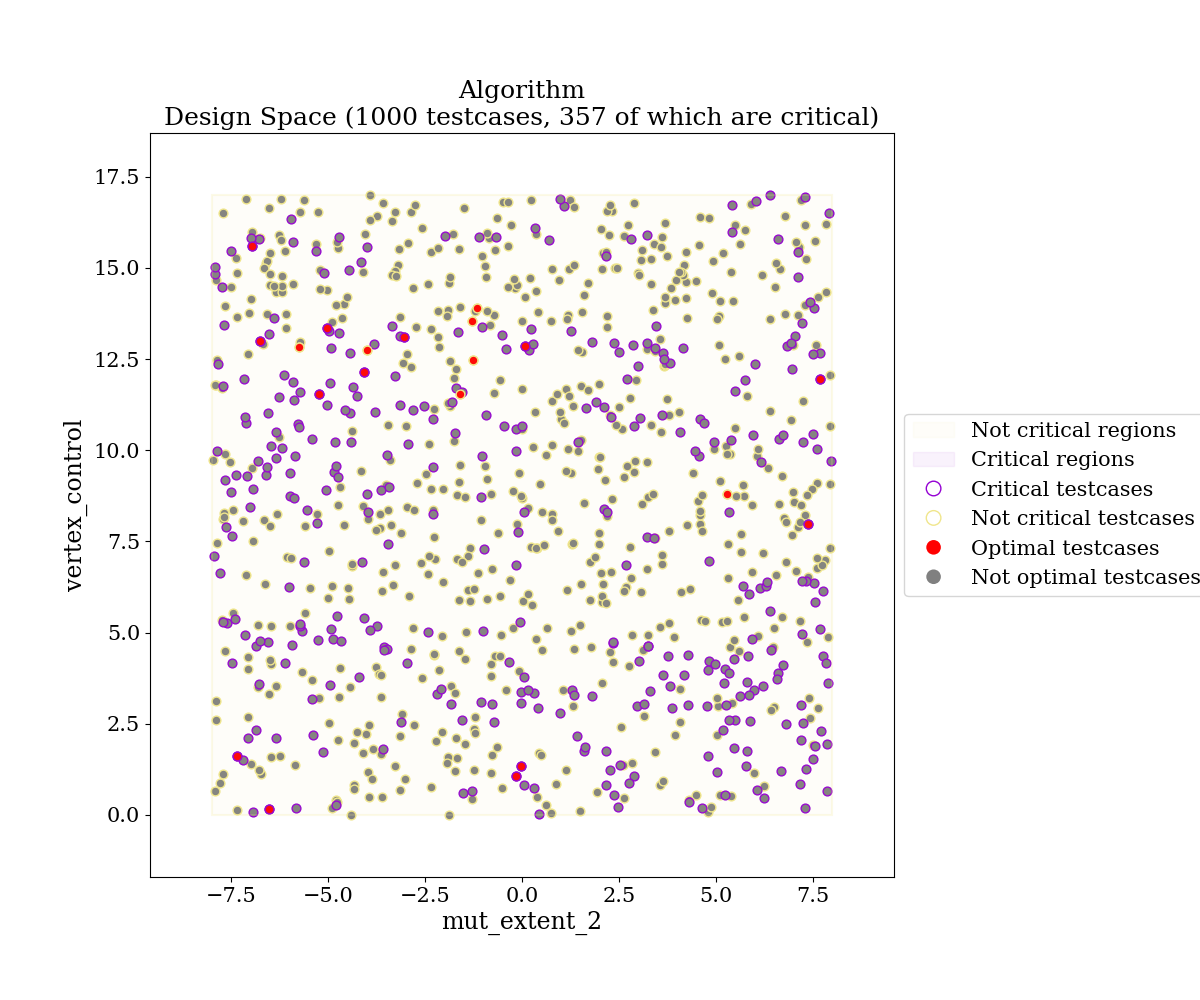 Algorithm
Design Space (1000 testcases, 357 of which are critical)
17.5
15.0
12.5
10.0
7.5
5.0
2.5
0.0
vertex_control
−7.5
−5.0
−2.5
0.0
2.5
5.0
7.5
mut_extent_2
Not critical regions
Critical regions
Critical testcases
Not critical testcases
Optimal testcases
Not optimal testcases